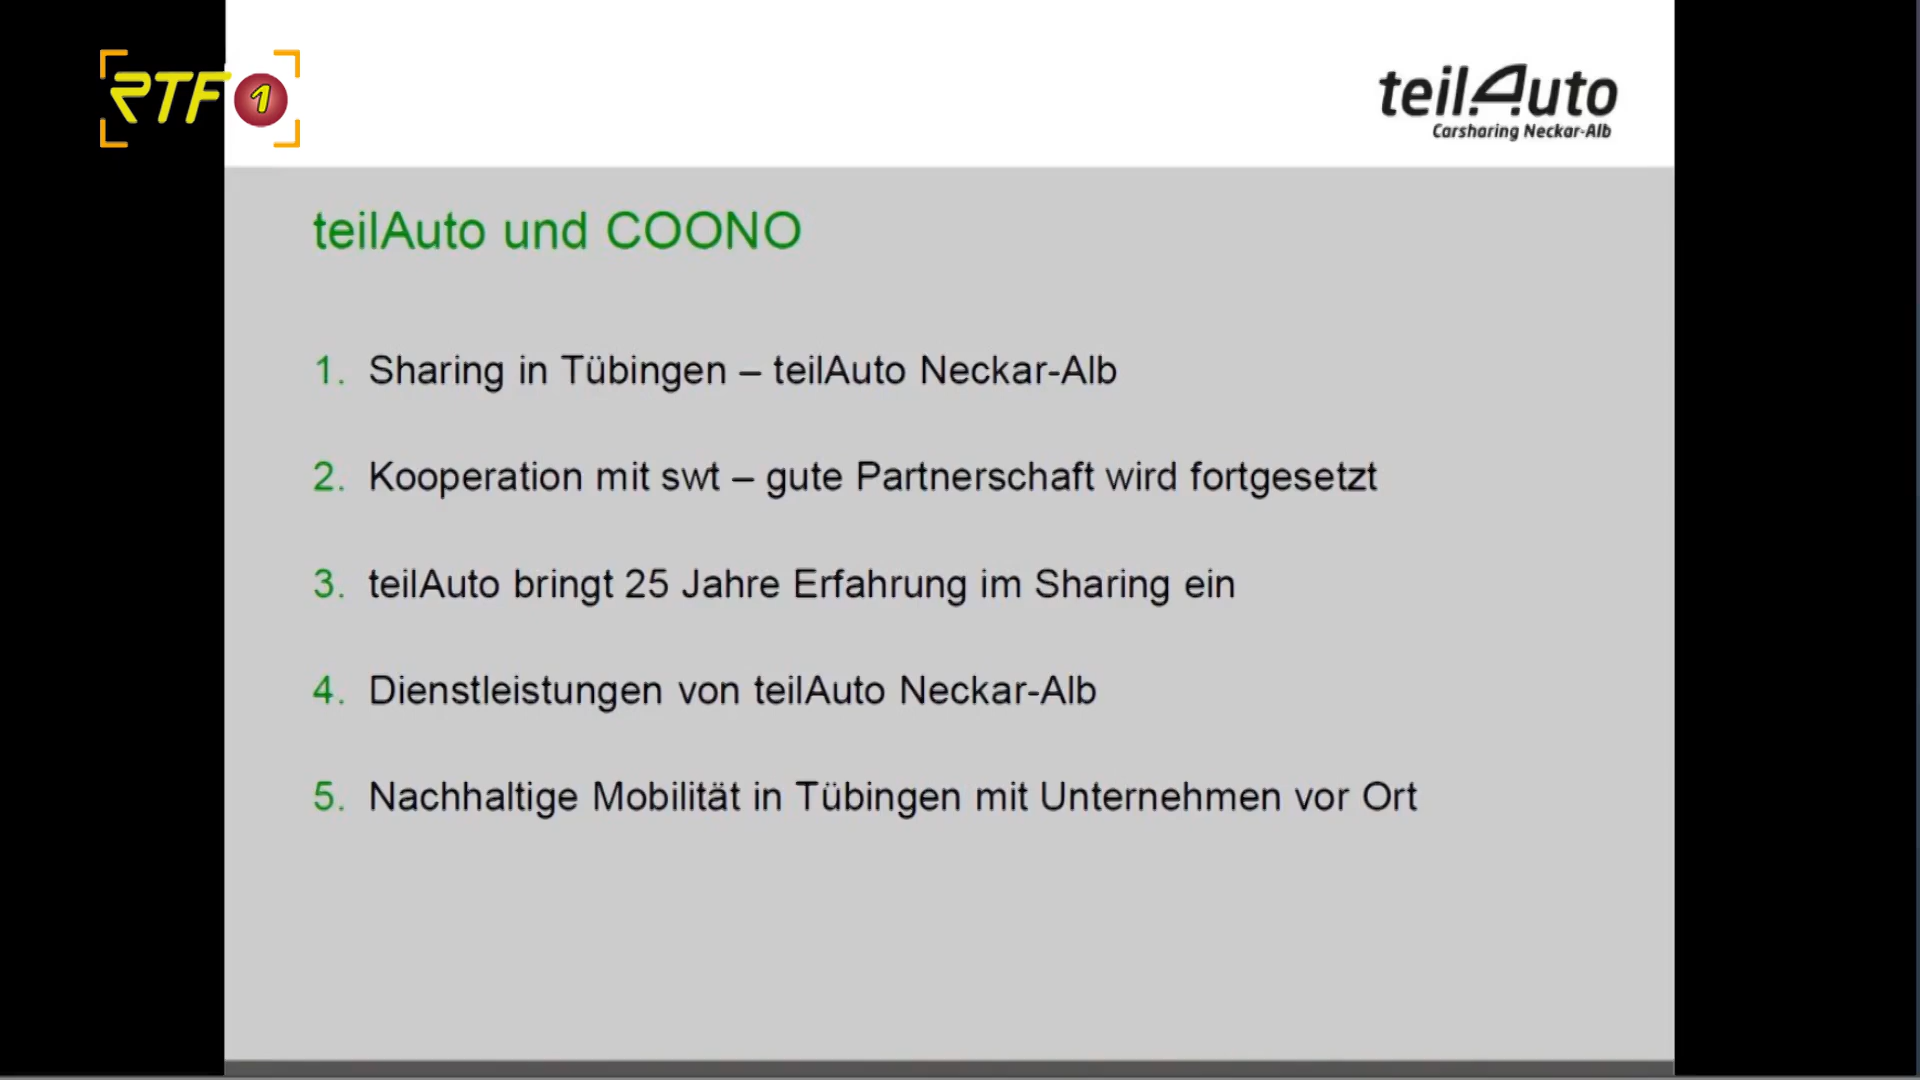 RTF 1
teilAuto
Carsharing Neckar-Alb
teilAuto und COONO
1. Sharing in Tübingen – teilAuto Neckar-Alb
2. Kooperation mit swt – gute Partnerschaft wird fortgesetzt
3. teilAuto bringt 25 Jahre Erfahrung im Sharing ein
4. Dienstleistungen von teilAuto Neckar-Alb
5. Nachhaltige Mobilität in Tübingen mit Unternehmen vor Ort